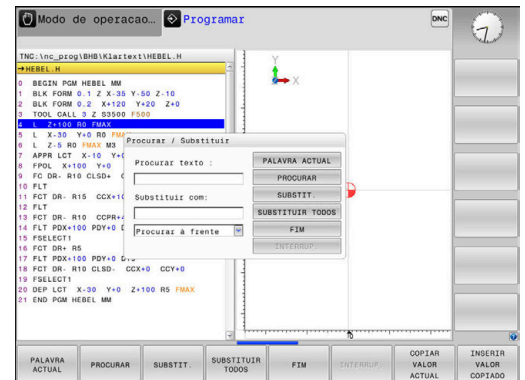 Modo de operacao... Programar
DNC
TNC:\nc_prog\BHB\Klartext\HEBEL.H
→HEBEL.H
0 BEGIN PGM HEBEL MM
1 BLK FORM 0.1 Z X-35 Y-50 Z-10
2 BLK FORM 0.2 X+120 Y+20 Z+0
3 TOOL CALL 3 Z S3500 F500
4 L Z+100 R0 FMAX
5 L X-30 Y+0 R0
6 L Z-5 R0 FMAX M3
7 APPR LCT X-10
8 FPOL X+100 Y+0
9 FC DR- R10 CLSD+
10 FLT
11 FCT DR- R15
12 FLT
13 FCT DR- R10
14 FLT PDX+100 PDY+0
15 FSELECT1
16 FCT DR+ R5
17 FLT PDX+100 PDY+0
18 FCT DR- R10 CLSD- CCX+0 CCY+0
19 FSELECT1
20 DEP LCT X-30 Y+0 Z+100 R5 FMAX
21 END PGM HEBEL MM
Y
X
Procurar / Substituir
Procurar texto :
Substituir com:
Procurar à frente
PALAVRA ACTUAL
PROCURAR
SUBSTIT.
SUBSTITUIR TODOS
FIM
INTERRUP.
PALAVRA ACTUAL
PROCURAR
SUBSTIT.
SUBSTITUIR TODOS
FIM
INTERRUP.
COPIAR VALOR ACTUAL
INSERIR VALOR COPIADO